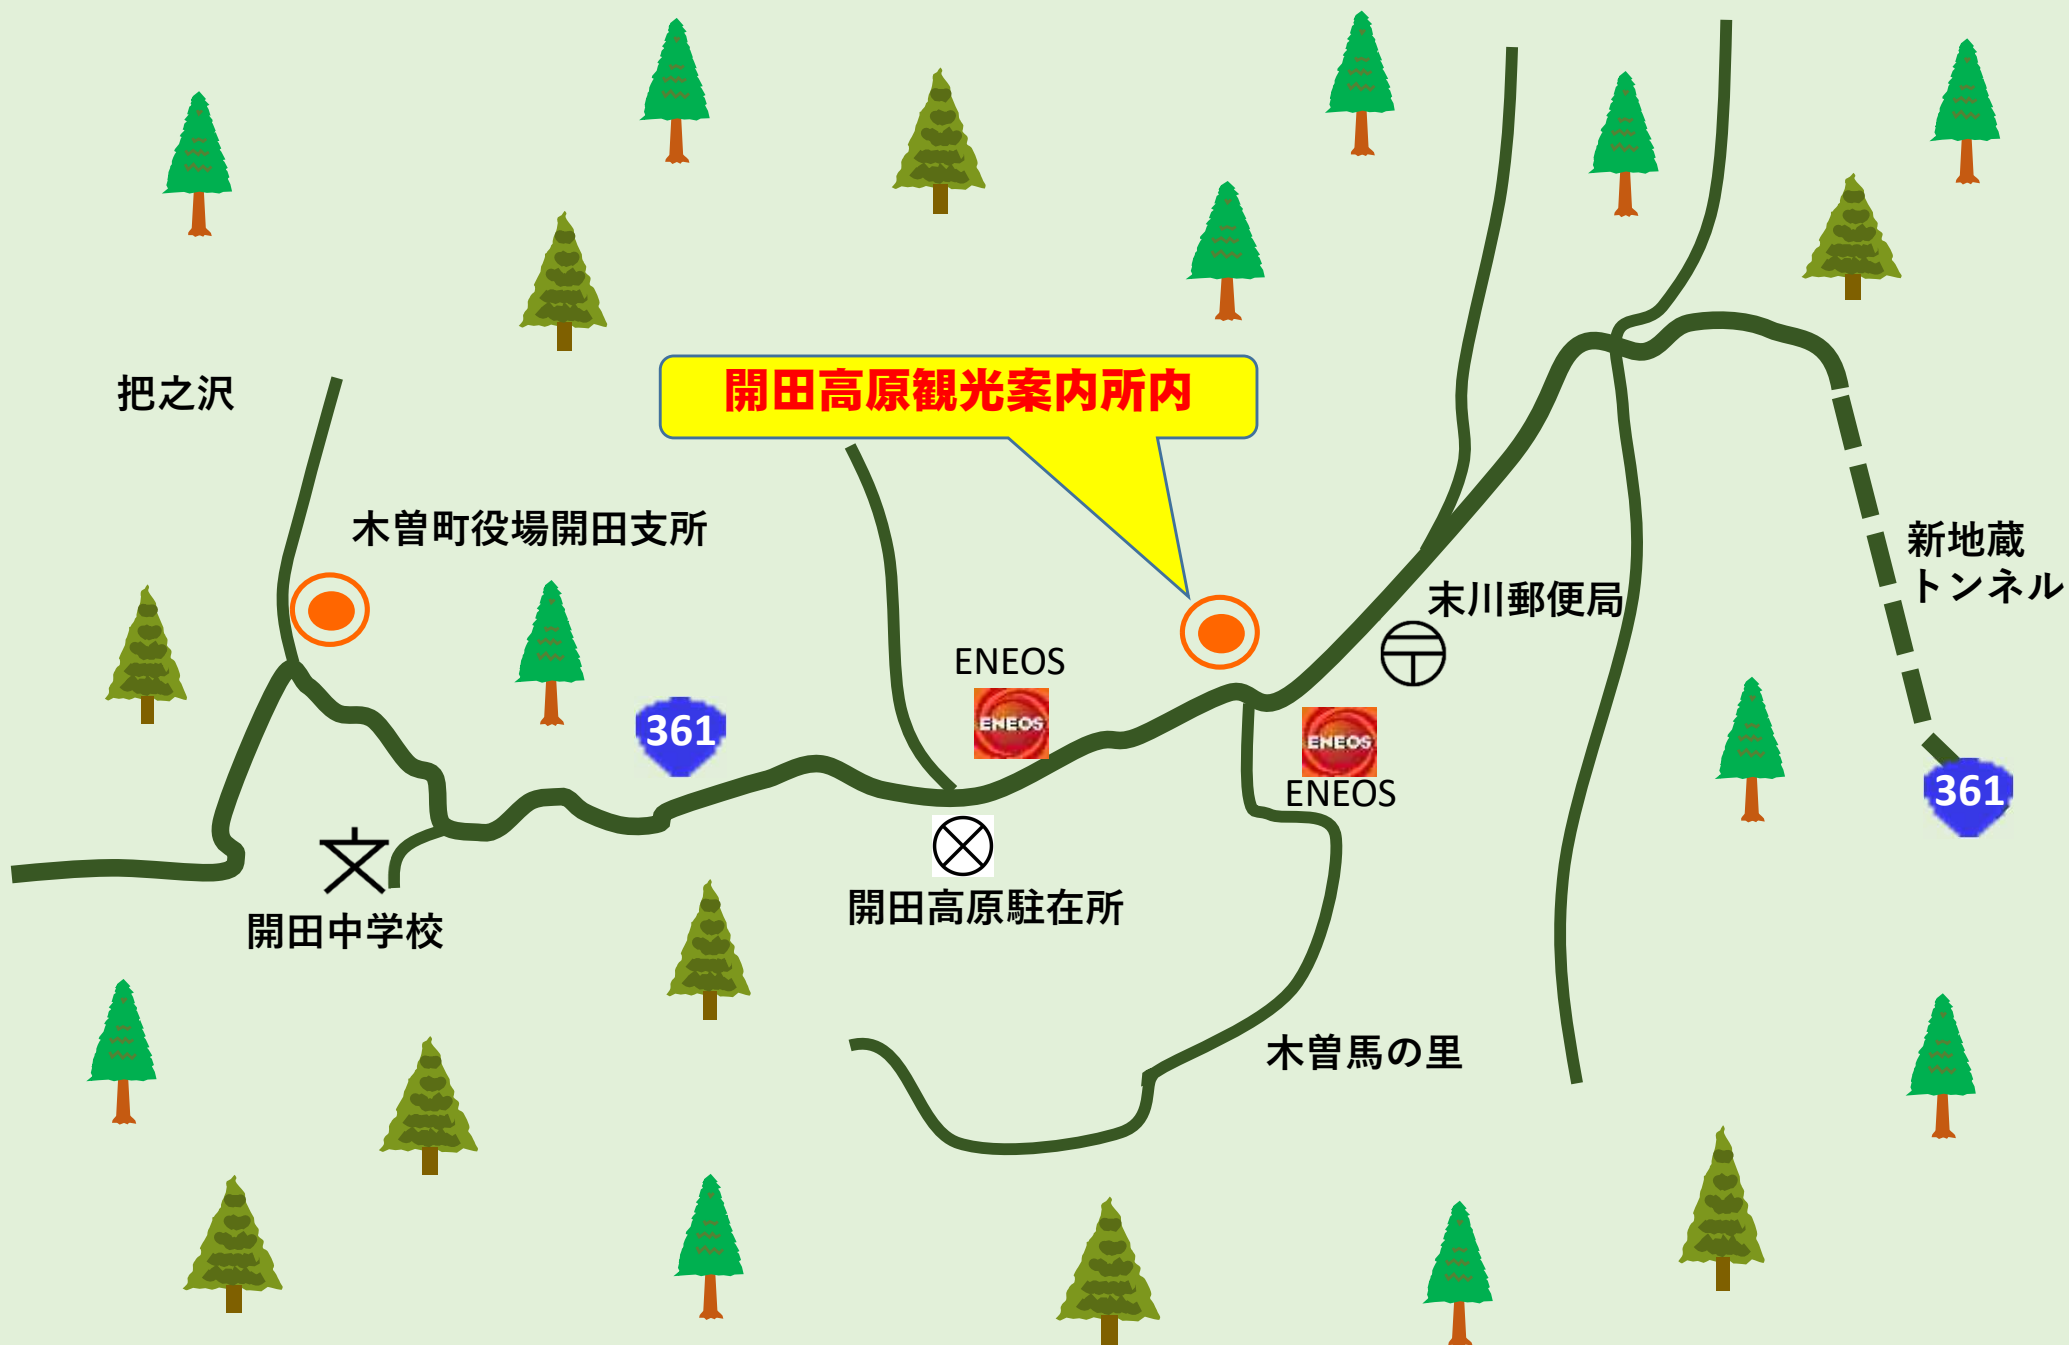 把之沢
開田高原観光案内所内
木曽町役場開田支所
新地蔵
トンネル
末川郵便局
ENEOS
ENEOS
361
ENEOS
ENEOS
361
開田中学校
開田高原駐在所
木曽馬の里